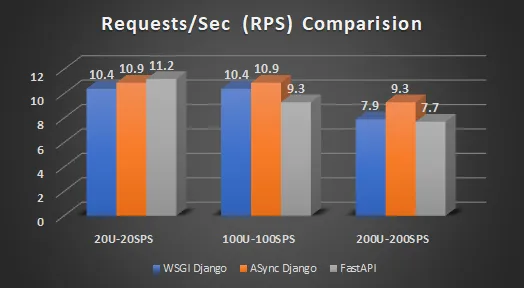 Requests/Sec (RPS) Comparision
12
10
8
6
4
2
0
10.4 10.9 11.2
10.4 10.9 9.3
7.9 9.3 7.7
20U-20SPS 100U-100SPS 200U-200SPS
WSGI Django ASync Django FastAPI